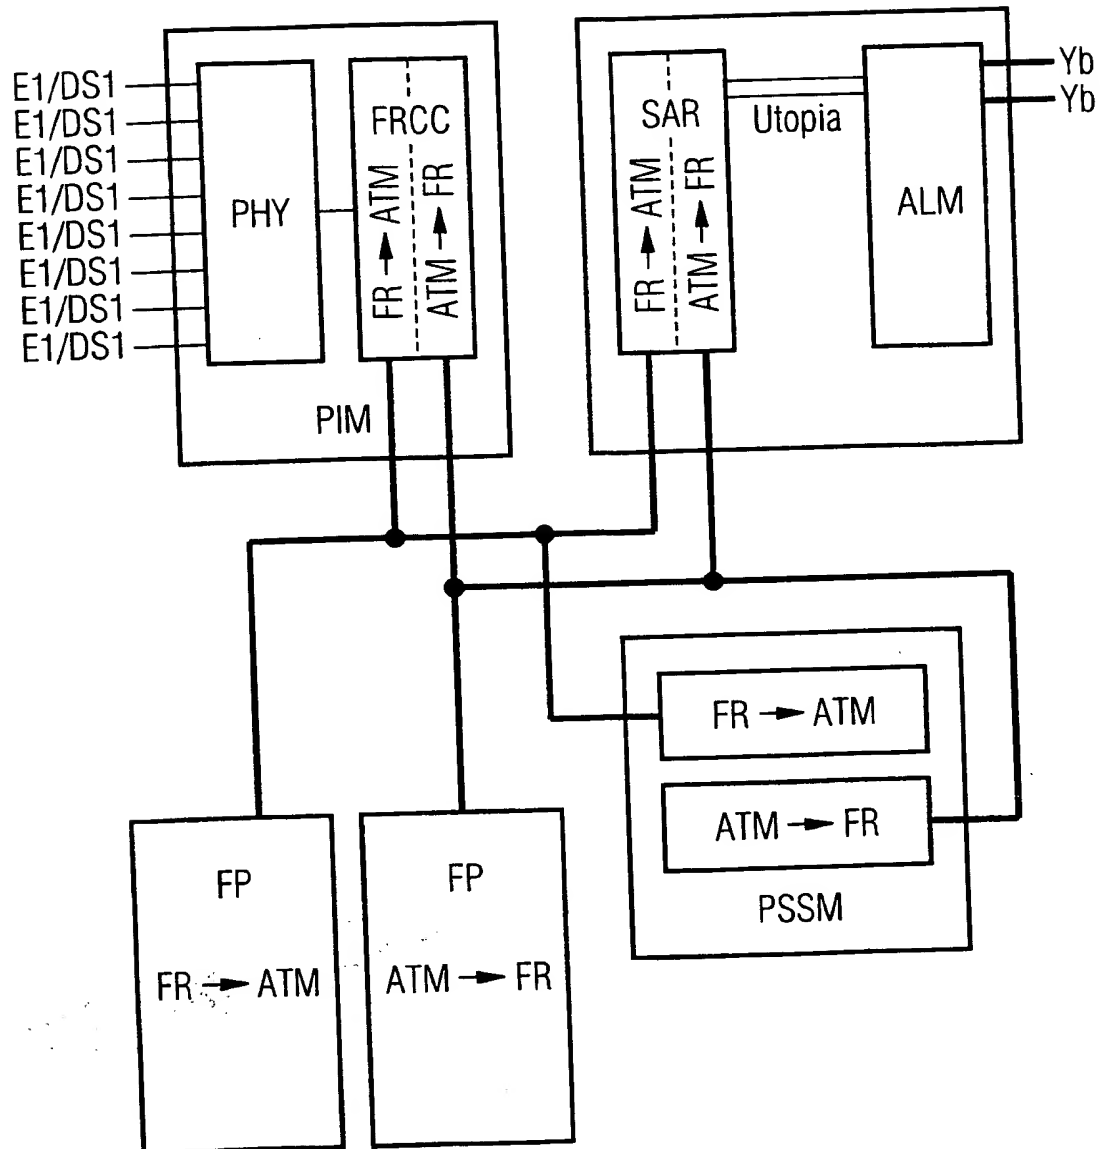 E1/DS1
E1/DS1
E1/DS1
E1/DS1
E1/DS1
E1/DS1
E1/DS1
E1/DS1
PHY
FRCC
FR → ATM
ATM → FR
PIM
SAR
FR → ATM
ATM → FR
Utopia
ALM
Yb
Yb
FR → ATM
ATM → FR
PSSM
FP
FR → ATM
FP
ATM → FR